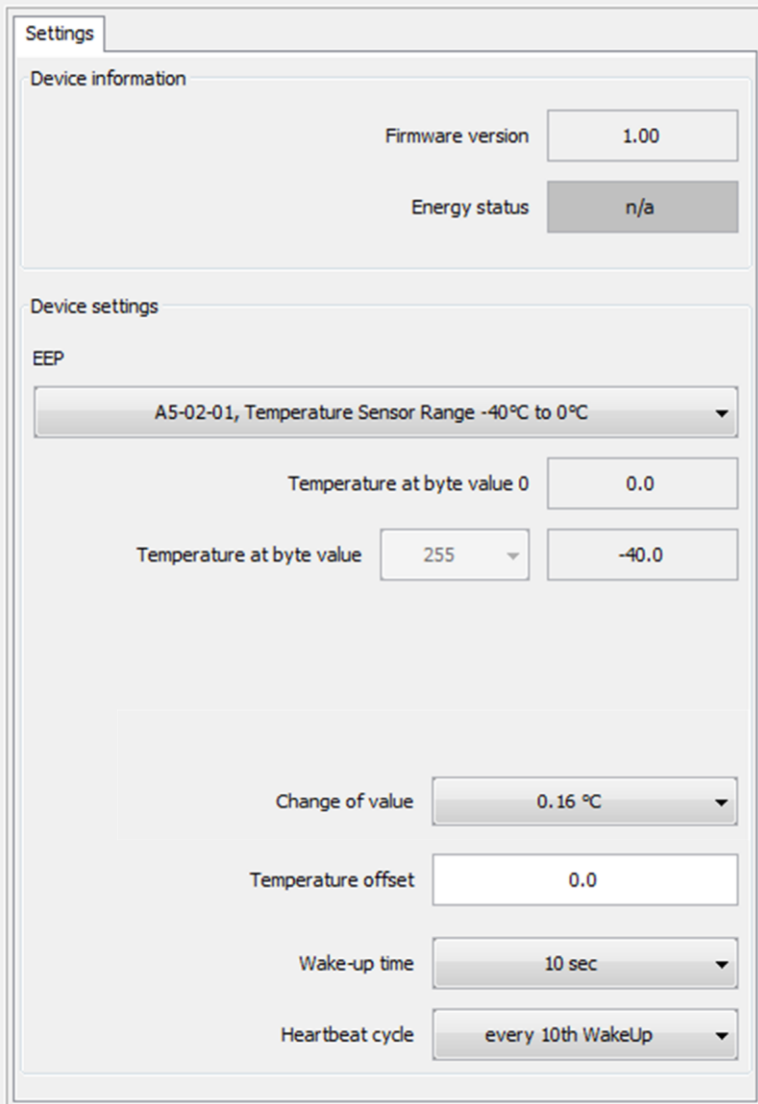 Settings
Device information
Firmware version 1.00
Energy status n/a
Device settings
EEP
A5-02-01, Temperature Sensor Range -40°C to 0°C
Temperature at byte value 0 0.0
Temperature at byte value 255 -40.0
Change of value 0.16 °C
Temperature offset 0.0
Wake-up time 10 sec
Heartbeat cycle every 10th WakeUp